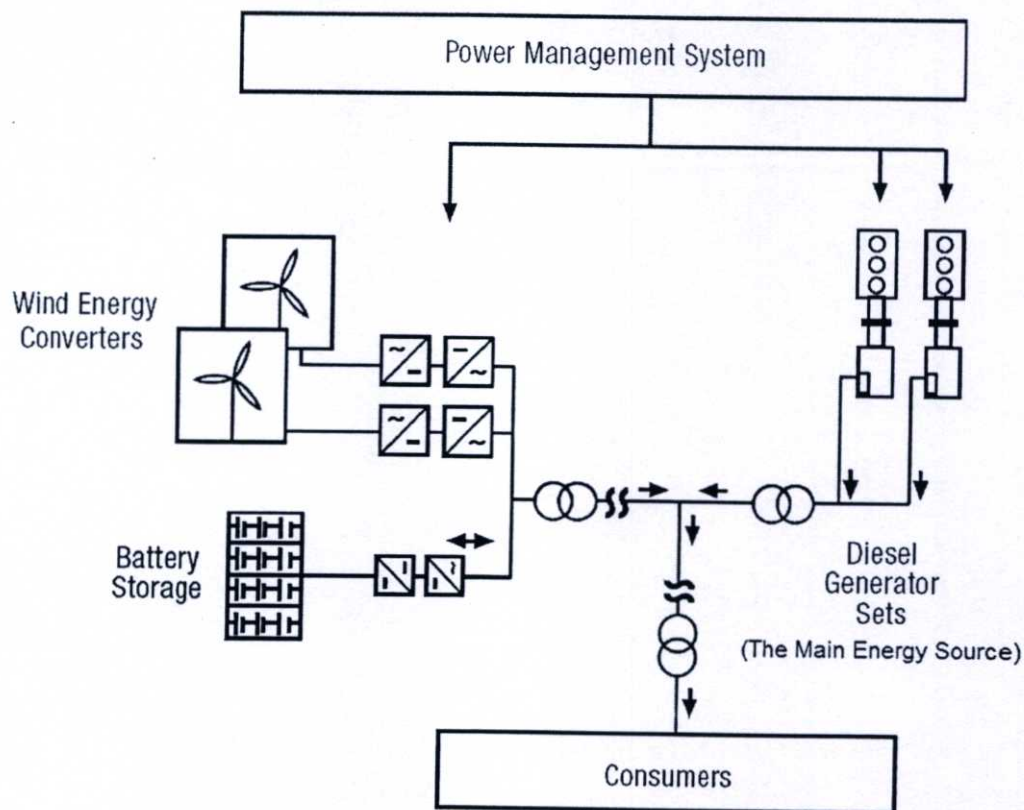 Power Management System
Wind Energy
Converters
Battery
Storage
Diesel
Generator
Sets
(The Main Energy Source)
Consumers